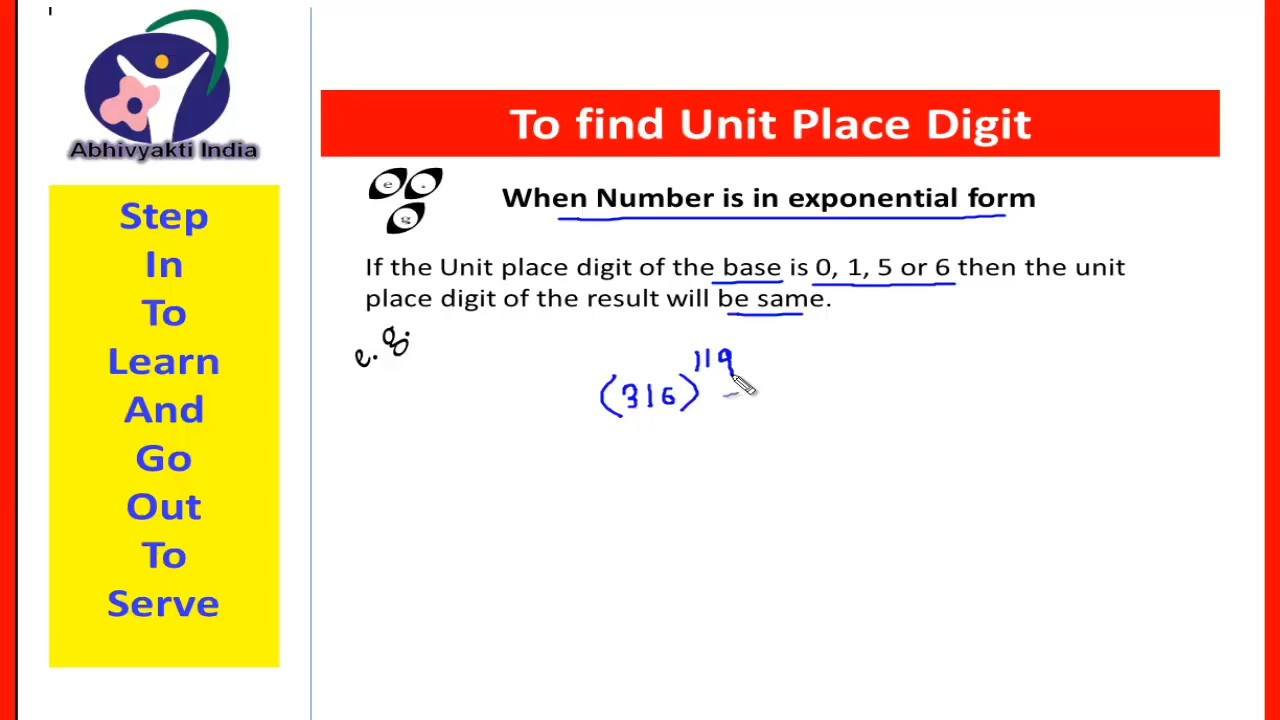 Abhivyakti India
Step
In
To
Learn
And
Go
Out
To
Serve
To find Unit Place Digit
e . g
When Number is in exponential form
If the Unit place digit of the base is 0, 1, 5 or 6 then the unit
place digit of the result will be same.
e. g.
(316)¹¹⁹